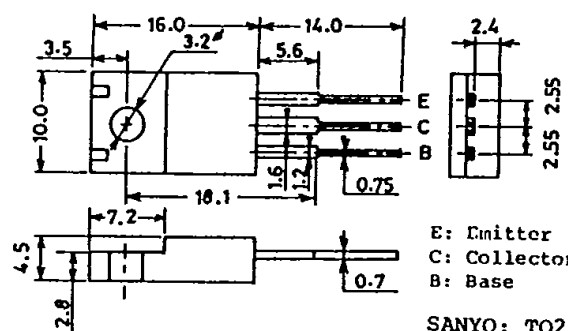 16.0
14.0
3.5
3.2ø
5.6
2.4
10.0
E
C
B
2.55
2.55
1.6
1.2
0.75
18.1
7.2
4.5
2.8
0.7
E: Emitter
C: Collector
B: Base
SANYO: TO2